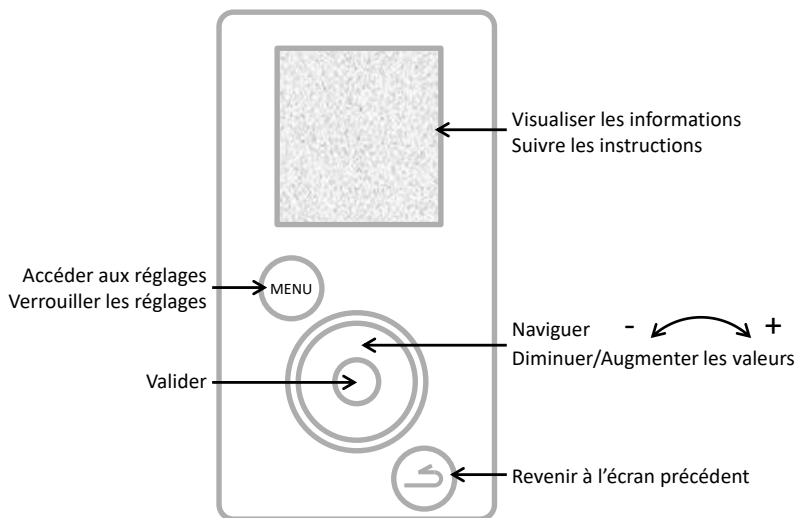 Visualiser les informations
Suivre les instructions
Accéder aux réglages
Verrouiller les réglages
MENU
Naviguer - +
Diminuer/Augmenter les valeurs
Valider
Revenir à l’écran précédent